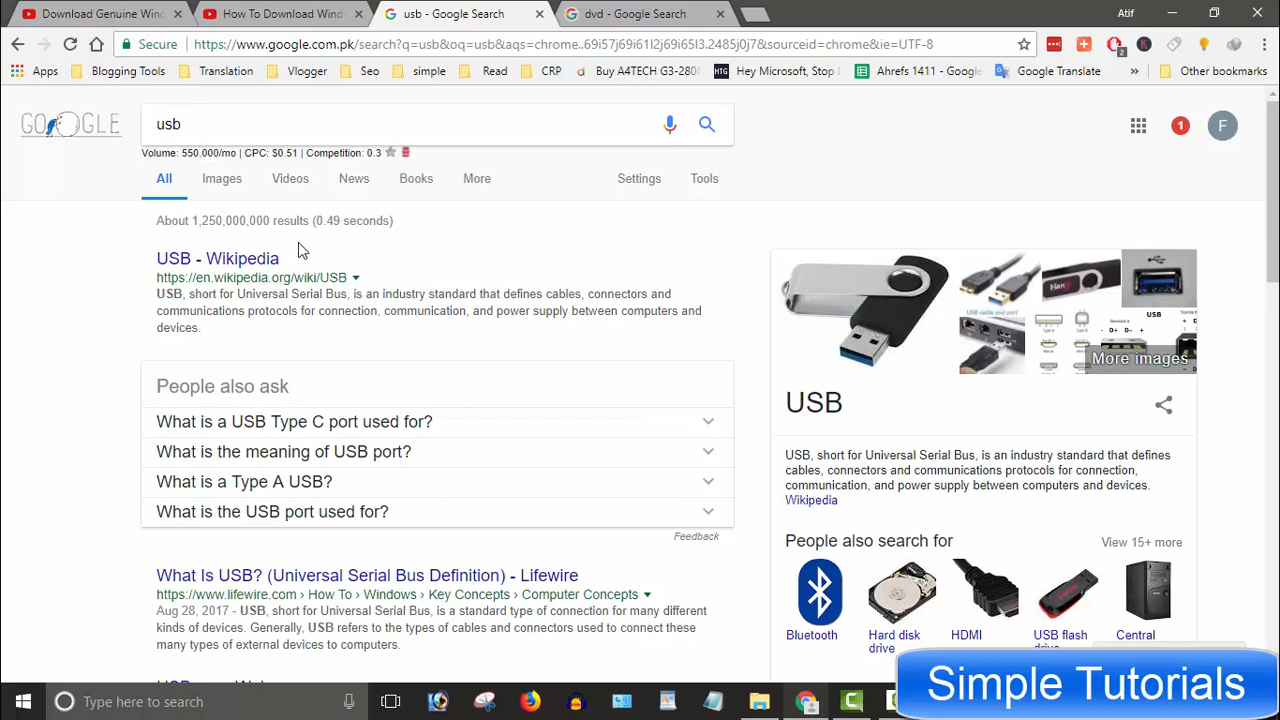 Download Genuine Wind
How To Download Windo
usb - Google Search
dvd - Google Search
Atif
Secure
https://www.google.com.pk/search?q=usb&oq=usb&aqs=chrome..69i57j69i61l2j69i65l3.2485j0j7&sourceid=chrome&ie=UTF-8
2
Apps
Blogging Tools
Translation
Vlogger
Seo
simple
Read
CRP
Buy A4TECH G3-280N
HTG
Hey Microsoft, Stop I
Ahrefs 1411 - Google
Google Translate
»
Other bookmarks
GOOGLE
usb
1
F
Volume: 550,000/mo | CPC: $0.51 | Competition: 0.3
All
Images
Videos
News
Books
More
Settings
Tools
About 1,250,000,000 results (0.49 seconds)
USB - Wikipedia
https://en.wikipedia.org/wiki/USB
USB, short for Universal Serial Bus, is an industry standard that defines cables, connectors and
communications protocols for connection, communication, and power supply between computers and
devices.
People also ask
What is a USB Type C port used for?
What is the meaning of USB port?
What is a Type A USB?
What is the USB port used for?
Feedback
What Is USB? (Universal Serial Bus Definition) - Lifewire
https://www.lifewire.com › How To › Windows › Key Concepts › Computer Concepts
Aug 28, 2017 - USB, short for Universal Serial Bus, is a standard type of connection for many different
kinds of devices. Generally, USB refers to the types of cables and connectors used to connect these
many types of external devices to computers.
USB
More images
USB
USB, short for Universal Serial Bus, is an industry standard that defines
cables, connectors and communications protocols for connection,
communication, and power supply between computers and devices.
Wikipedia
People also search for
View 15+ more
Bluetooth
Hard disk
drive
HDMI
USB flash
drive
Central
Simple Tutorials
Type here to search